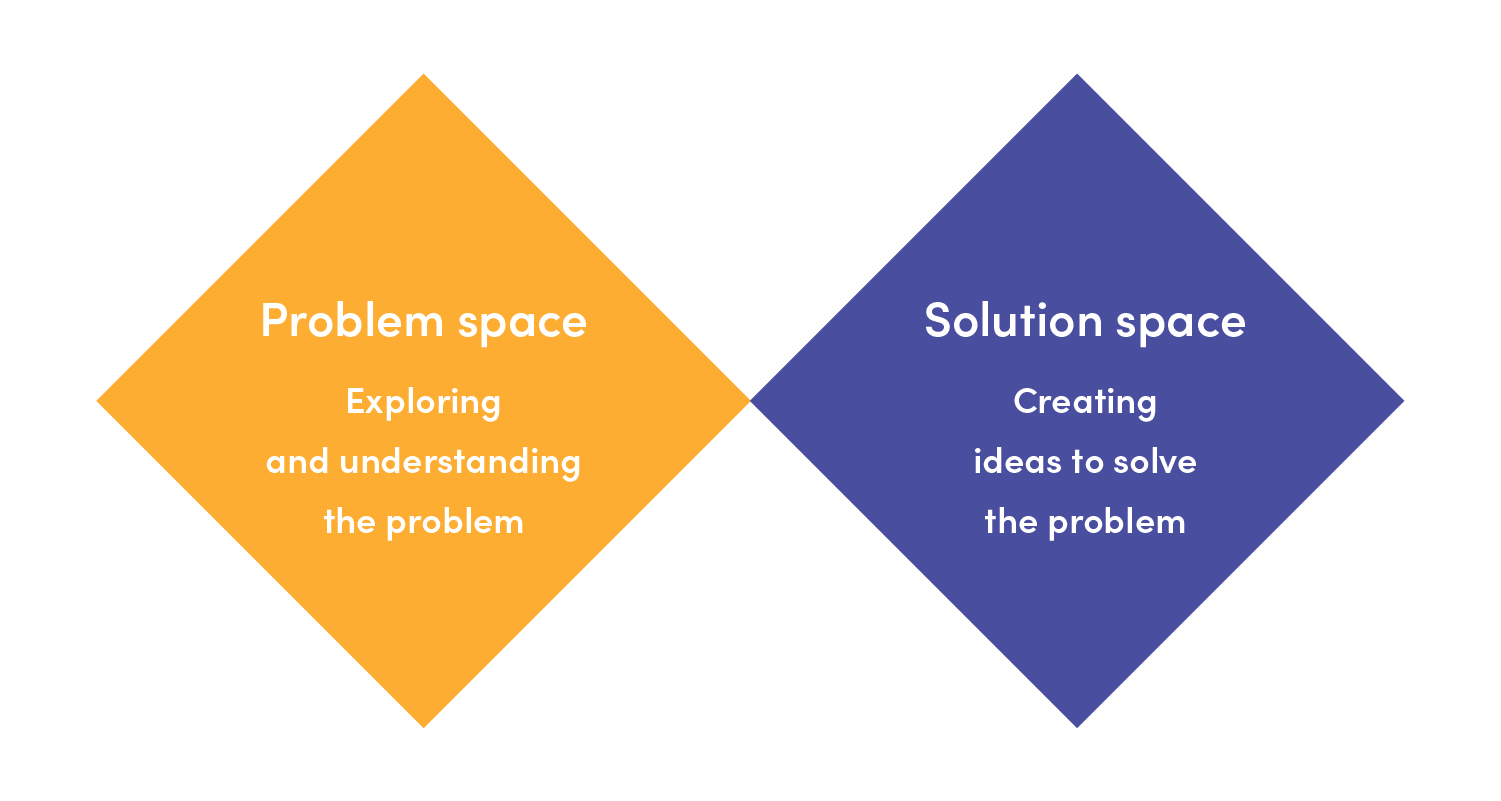 Problem space
Exploring
and understanding
the problem
Solution space
Creating
ideas to solve
the problem